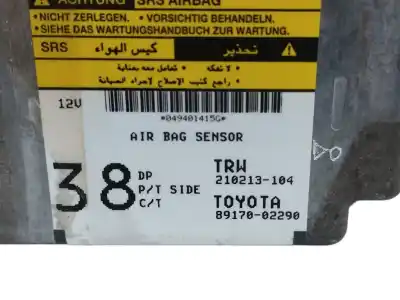 ACHTUNG SRS AIRBAG
•NICHT ZERLEGEN. •VORSICHTIG BEHANDELN.
•SIEHE DAS WARTUNGSHANDBUCH ZUR WARTUNG.
SRS كيس الهواء تحذير
• لا تفكه • تعامل معه بعناية
• راجع كتيب الإصلاح لاجراء الصيانة
12V
*049401415G*
AIR BAG SENSOR
38 DP
P/T SIDE
C/T
TRW
210213-104
TOYOTA
89170-02290